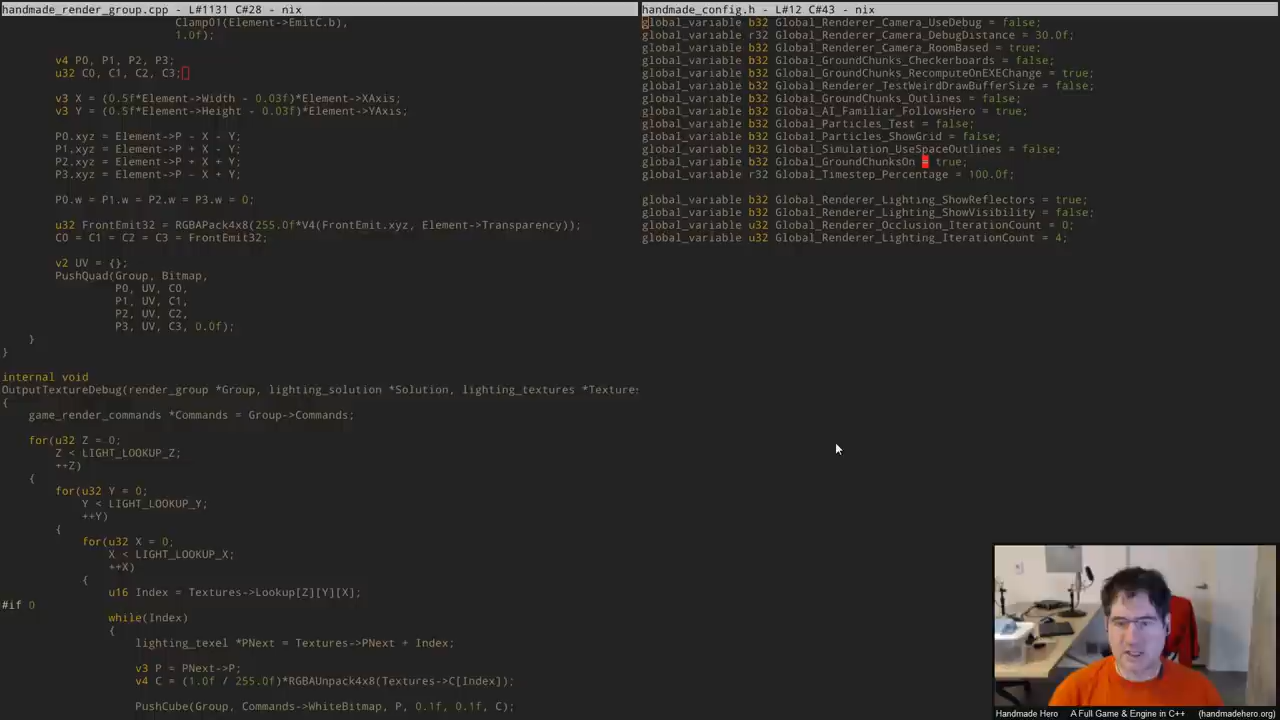 handmade_render_group.cpp - L#1131 C#28 - nix
Clamp01(Element->EmitC.b),
1.0f);
v4 P0, P1, P2, P3;
u32 C0, C1, C2, C3;
v3 X = (0.5f*Element->Width - 0.03f)*Element->XAxis;
v3 Y = (0.5f*Element->Height - 0.03f)*Element->YAxis;
P0.xyz = Element->P - X - Y;
P1.xyz = Element->P + X - Y;
P2.xyz = Element->P + X + Y;
P3.xyz = Element->P - X + Y;
P0.w = P1.w = P2.w = P3.w = 0;
u32 FrontEmit32 = RGBAPack4x8(255.0f*V4(FrontEmit.xyz, Element->Transparency));
C0 = C1 = C2 = C3 = FrontEmit32;
v2 UV = {};
PushQuad(Group, Bitmap,
P0, UV, C0,
P1, UV, C1,
P2, UV, C2,
P3, UV, C3, 0.0f);
}
}
internal void
OutputTextureDebug(render_group *Group, lighting_solution *Solution, lighting_textures *Texture
{
game_render_commands *Commands = Group->Commands;
for(u32 Z = 0;
Z < LIGHT_LOOKUP_Z;
++Z)
{
for(u32 Y = 0;
Y < LIGHT_LOOKUP_Y;
++Y)
{
for(u32 X = 0;
X < LIGHT_LOOKUP_X;
++X)
{
u16 Index = Textures->Lookup[Z][Y][X];
#if 0
while(Index)
{
lighting_texel *PNext = Textures->PNext + Index;
v3 P = PNext->P;
v4 C = (1.0f / 255.0f)*RGBAUnpack4x8(Textures->C[Index]);
PushCube(Group, Commands->WhiteBitmap, P, 0.1f, 0.1f, C);
handmade_config.h - L#12 C#43 - nix
global_variable b32 Global_Renderer_Camera_UseDebug = false;
global_variable r32 Global_Renderer_Camera_DebugDistance = 30.0f;
global_variable b32 Global_Renderer_Camera_RoomBased = true;
global_variable b32 Global_GroundChunks_Checkerboards = false;
global_variable b32 Global_GroundChunks_RecomputeOnEXEChange = true;
global_variable b32 Global_Renderer_TestWeirdDrawBufferSize = false;
global_variable b32 Global_GroundChunks_Outlines = false;
global_variable b32 Global_AI_Familiar_FollowsHero = true;
global_variable b32 Global_Particles_Test = false;
global_variable b32 Global_Particles_ShowGrid = false;
global_variable b32 Global_Simulation_UseSpaceOutlines = false;
global_variable b32 Global_GroundChunksOn = true;
global_variable r32 Global_Timestep_Percentage = 100.0f;
global_variable b32 Global_Renderer_Lighting_ShowReflectors = true;
global_variable b32 Global_Renderer_Lighting_ShowVisibility = false;
global_variable u32 Global_Renderer_Occlusion_IterationCount = 0;
global_variable u32 Global_Renderer_Lighting_IterationCount = 4;
Handmade Hero A Full Game & Engine in C++ (handmadehero.org)